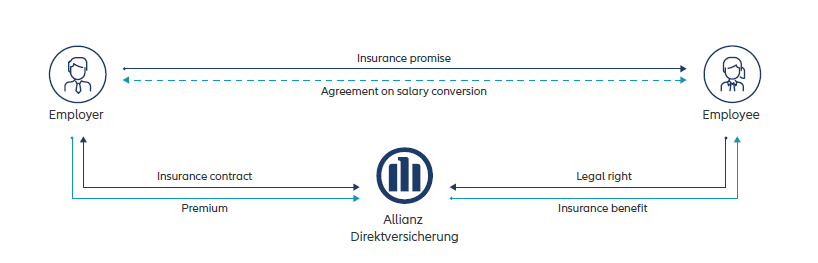 Insurance promise
Agreement on salary conversion
Employer
Employee
Insurance contract
Legal right
Premium
Insurance benefit
Allianz
Direktversicherung